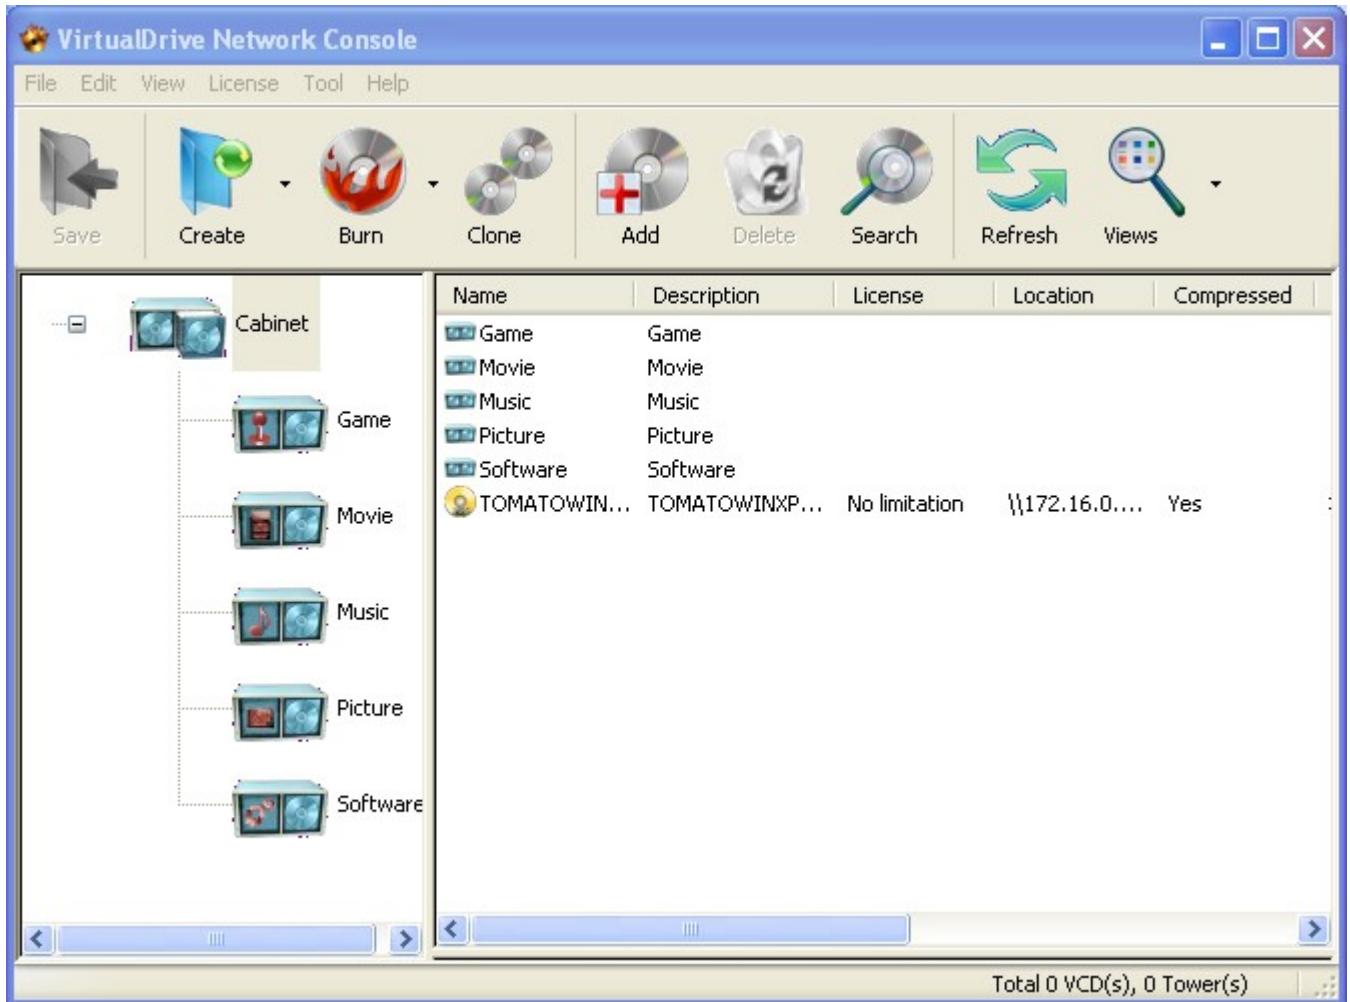 VirtualDrive Network Console
File Edit View License Tool Help
Save Create Burn Clone Add Delete Search Refresh Views
Cabinet
Game
Movie
Music
Picture
Software
Name Description License Location Compressed
Game Game
Movie Movie
Music Music
Picture Picture
Software Software
TOMATOWIN... TOMATOWINXP... No limitation \\172.16.0.... Yes
Total 0 VCD(s), 0 Tower(s)